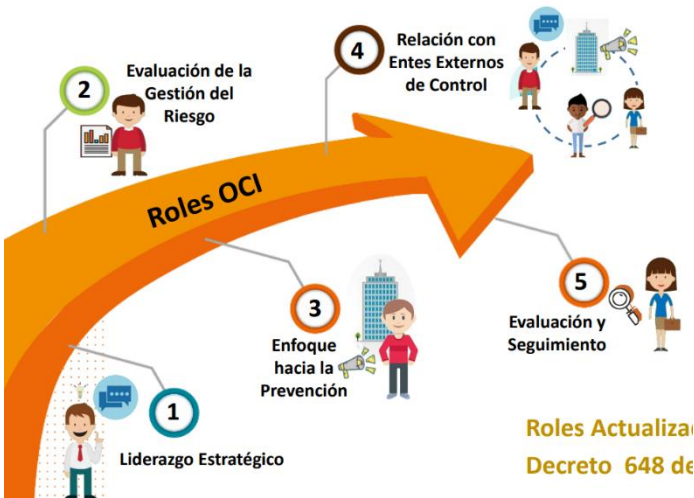 4
Relación con
Entes Externos
de Control
2
Evaluación de la
Gestión del
Riesgo
Roles OCI
3
Enfoque
hacia la
Prevención
5
Evaluación y
Seguimiento
1
Liderazgo Estratégico
Roles
Decreto 648 de